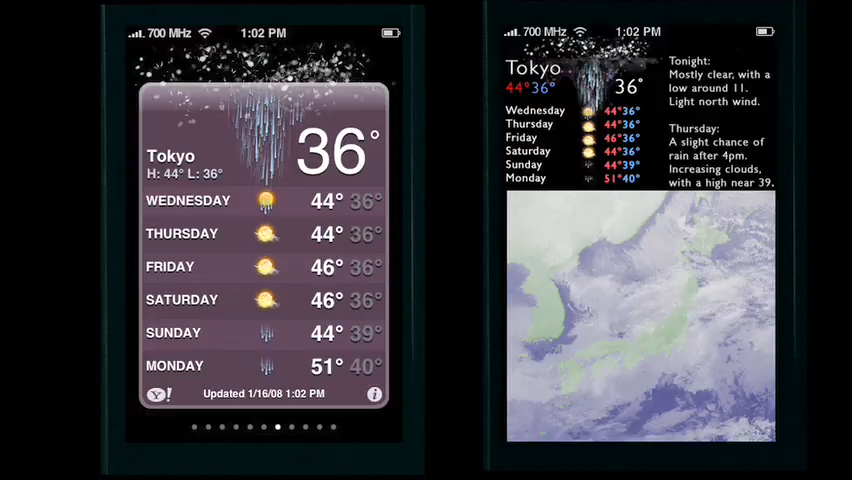 700 MHz
1:02 PM
Tokyo
H: 44° L: 36°
36°
WEDNESDAY 44° 36°
THURSDAY 44° 36°
FRIDAY 46° 36°
SATURDAY 46° 36°
SUNDAY 44° 39°
MONDAY 51° 40°
Y! Updated 1/16/08 1:02 PM i
700 MHz
1:02 PM
Tokyo
44° 36°
36°
Wednesday 44° 36°
Thursday 44° 36°
Friday 46° 36°
Saturday 44° 36°
Sunday 44° 39°
Monday 51° 40°
Tonight:
Mostly clear, with a
low around 11.
Light north wind.
Thursday:
A slight chance of
rain after 4pm.
Increasing clouds,
with a high near 39.